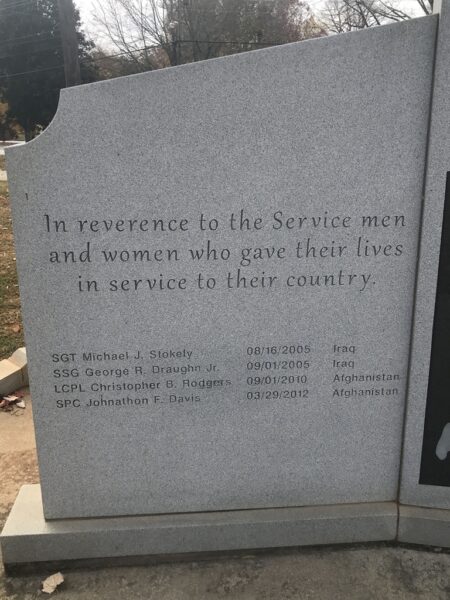 In reverence to the Service men
and women who gave their lives
in service to their country.
SGT Michael J. Stokely 08/16/2005 Iraq
SSG George R. Draughn Jr. 09/01/2005 Iraq
LCPL Christopher B. Rodgers 09/01/2010 Afghanistan
SPC Johnathon F. Davis 03/29/2012 Afghanistan